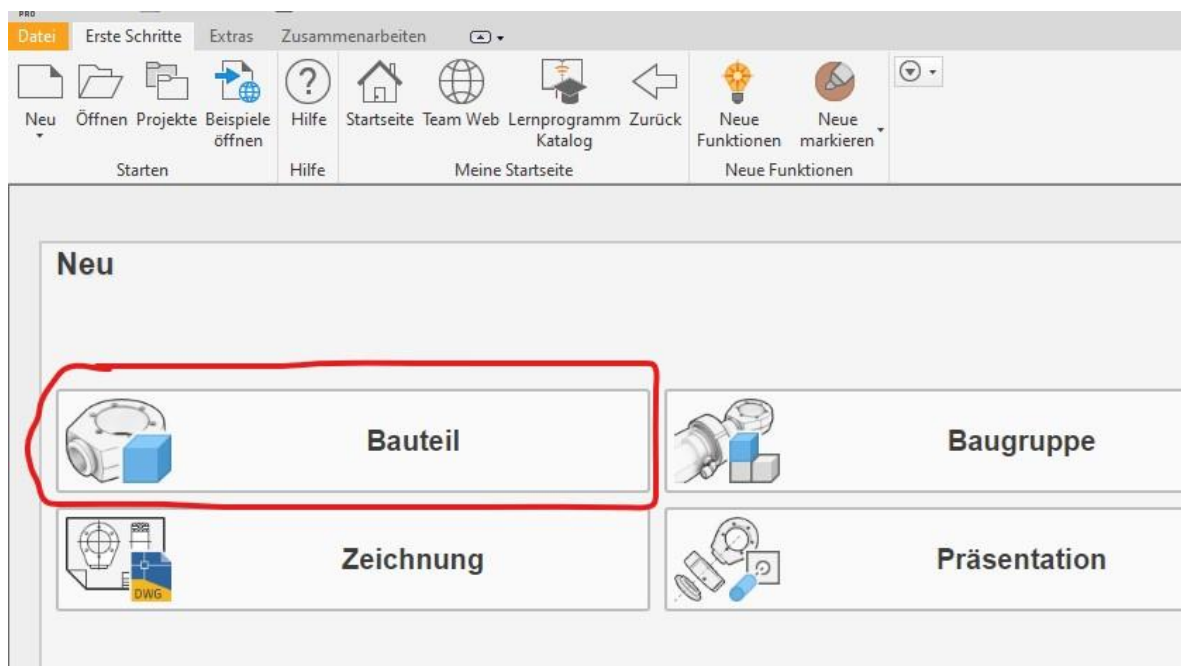 PRO
Datei Erste Schritte Extras Zusammenarbeiten
Neu Öffnen Projekte Beispiele öffnen Hilfe Startseite Team Web Lernprogramm Katalog Zurück Neue Funktionen Neue markieren
Starten Hilfe Meine Startseite Neue Funktionen
Neu
Bauteil Baugruppe
Zeichnung Präsentation
DWG